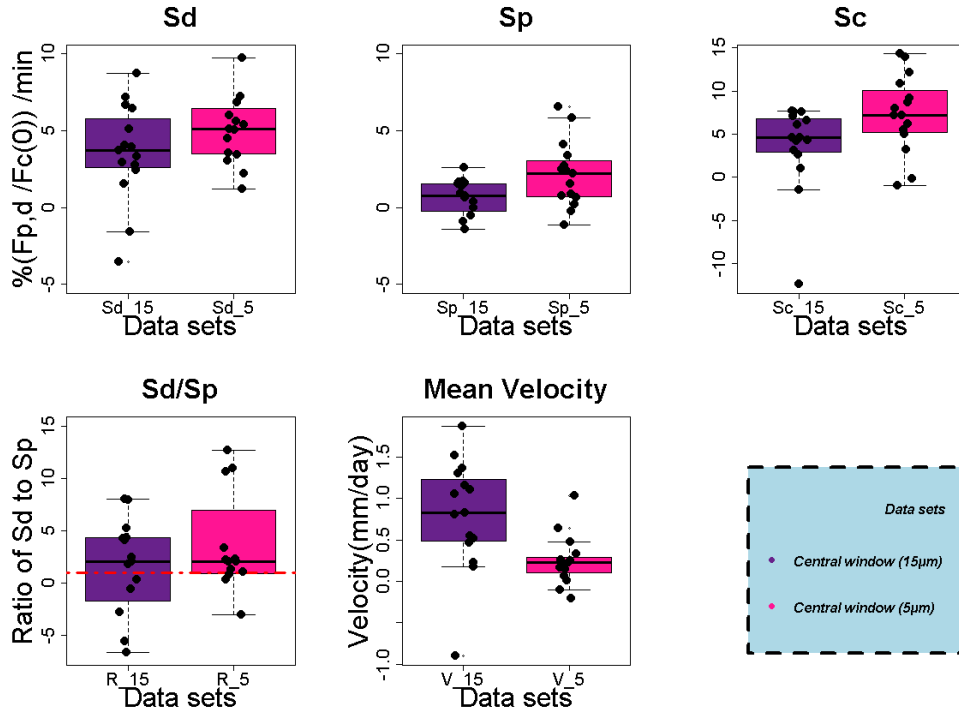 Sd
%(Fp,d /Fc(0)) /min
10
5
0
-5
Sd_15
Sd_5
Data sets
Sp
10
5
0
-5
Sp_15
Sp_5
Data sets
Sc
15
10
5
0
-5
-10
Sc_15
Sc_5
Data sets
Sd/Sp
Ratio of Sd to Sp
15
10
5
0
-5
R_15
R_5
Data sets
Mean Velocity
Velocity(mm/day)
1.5
1.0
0.5
0.0
-1.0
V_15
V_5
Data sets
Data sets
Central window (15µm)
Central window (5µm)